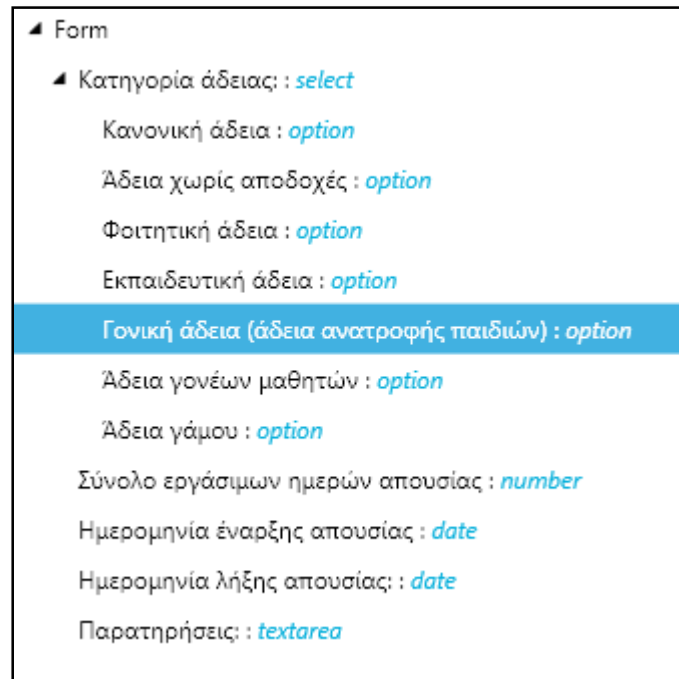 Form
Κατηγορία άδειας: : select
Κανονική άδεια : option
Άδεια χωρίς αποδοχές : option
Φοιτητική άδεια : option
Εκπαιδευτική άδεια : option
Γονική άδεια (άδεια ανατροφής παιδιών) : option
Άδεια γονέων μαθητών : option
Άδεια γάμου : option
Σύνολο εργάσιμων ημερών απουσίας : number
Ημερομηνία έναρξης απουσίας : date
Ημερομηνία λήξης απουσίας: : date
Παρατηρήσεις: : textarea